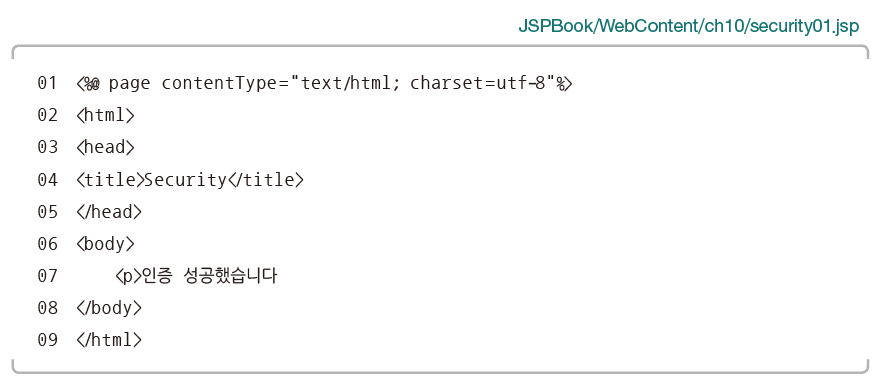 JSPBook/WebContent/ch10/security01.jsp
01 <%@ page contentType="text/html; charset=utf-8"%>
02 <html>
03 <head>
04 <title>Security</title>
05 </head>
06 <body>
07     <p>인증 성공했습니다
08 </body>
09 </html>